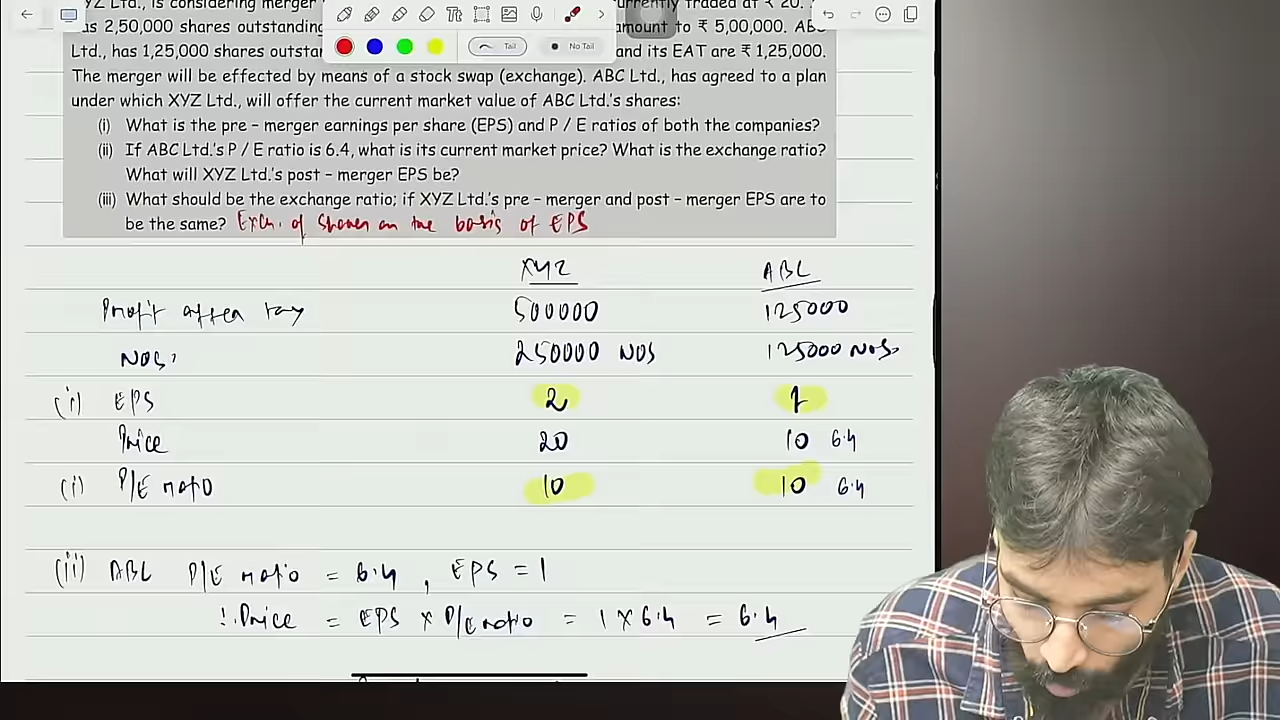 YZ Ltd., is considering merger urrently traded at ₹ 20.
as 2,50,000 shares outstanding amount to ₹ 5,00,000. ABC
Ltd., has 1,25,000 shares outstan and its EAT are ₹ 1,25,000.
The merger will be effected by means of a stock swap (exchange). ABC Ltd., has agreed to a plan
under which XYZ Ltd., will offer the current market value of ABC Ltd.'s shares:
(i) What is the pre – merger earnings per share (EPS) and P / E ratios of both the companies?
(ii) If ABC Ltd.'s P / E ratio is 6.4, what is its current market price? What is the exchange ratio?
What will XYZ Ltd.'s post – merger EPS be?
(iii) What should be the exchange ratio; if XYZ Ltd.'s pre – merger and post – merger EPS are to
be the same? Exch. of shares on the basis of EPS
Tt
Tail No Tail
XYZ ABC
Profit after tax 500000 125000
NOS. 250000 NOS 125000 NOS.
(i) EPS 2 1
Price 20 10 6.4
(i) P/E ratio 10 10 6.4
(ii) ABC P/E ratio = 6.4 , EPS = 1
∴ Price = EPS × P/E ratio = 1 × 6.4 = 6.4